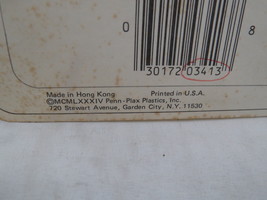 0 8
30172 03413
Made in Hong Kong Printed in U.S.A.
©MCMLXXXIV Penn-Plax Plastics, Inc.
720 Stewart Avenue, Garden City, N.Y. 11530